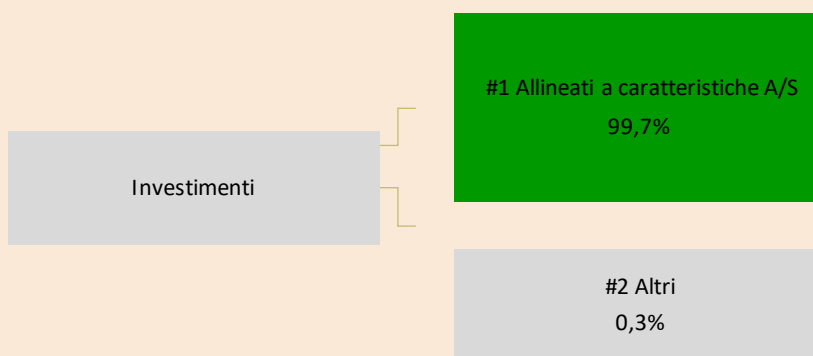 #1 Allineati a caratteristiche A/S
99,7%
Investimenti
#2 Altri
0,3%